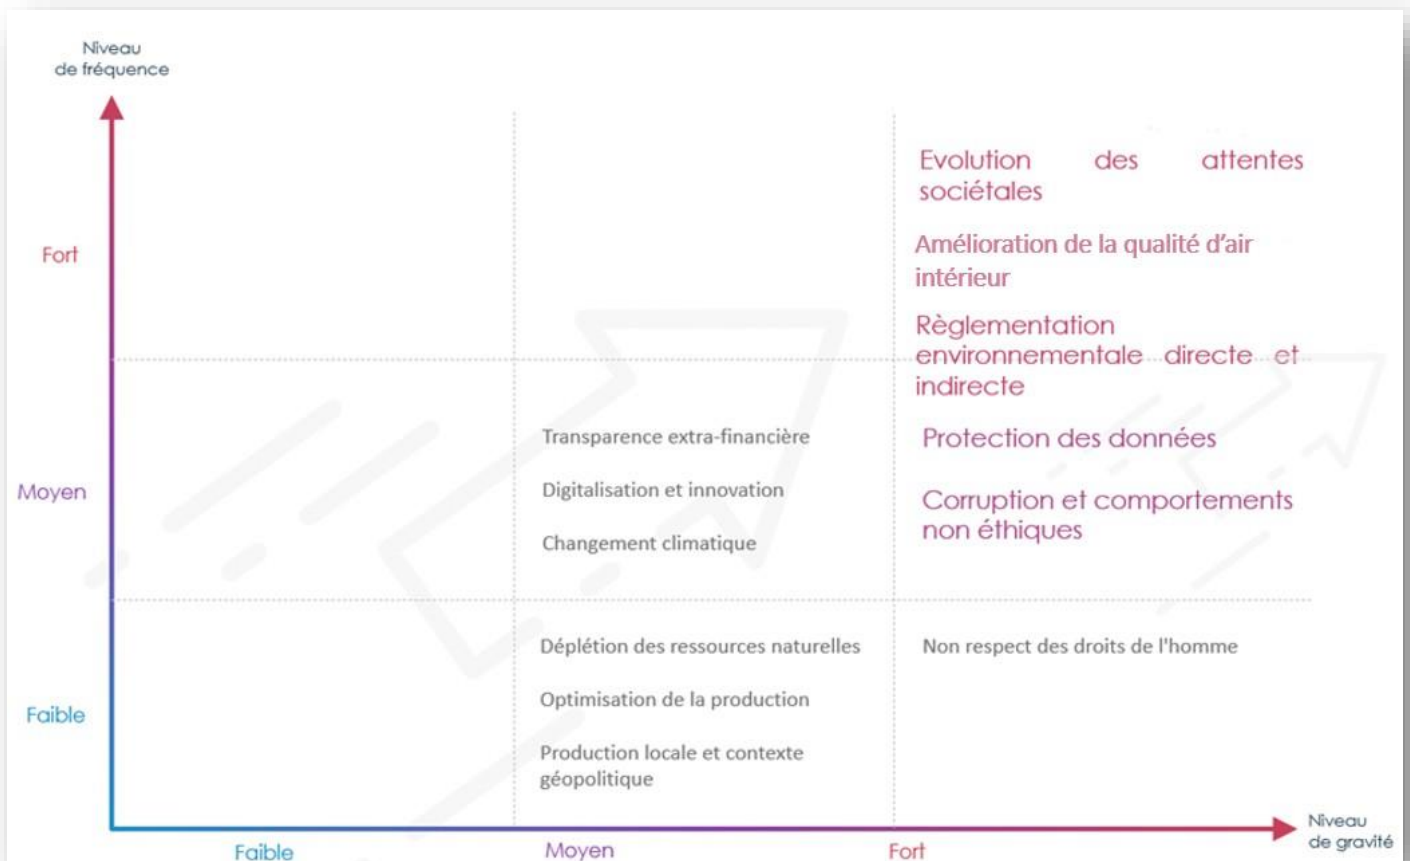 Niveau
de fréquence
Evolution des attentes
sociétales
Fort
Amélioration de la qualité d’air
intérieur
Règlementation
environnementale directe et
indirecte
Transparence extra-financière
Protection des données
Moyen
Digitalisation et innovation
Corruption et comportements
non éthiques
Changement climatique
Déplétion des ressources naturelles
Non respect des droits de l'homme
Optimisation de la production
Faible
Production locale et contexte
géopolitique
Niveau
de gravité
Faible
Moyen
Fort